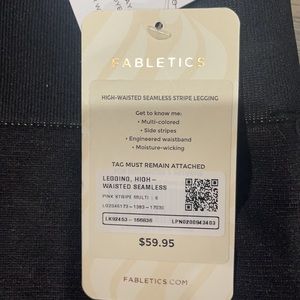 FABLETICS
HIGH-WAISTED SEAMLESS STRIPE LEGGING
Get to know me:
• Multi-colored
• Side stripes
• Engineered waistband
• Moisture-wicking
TAG MUST REMAIN ATTACHED
LEGGING, HIGH-
WAISTED SEAMLESS
PINK STRIPE MULTI
$59.95
FABLETICS.COM